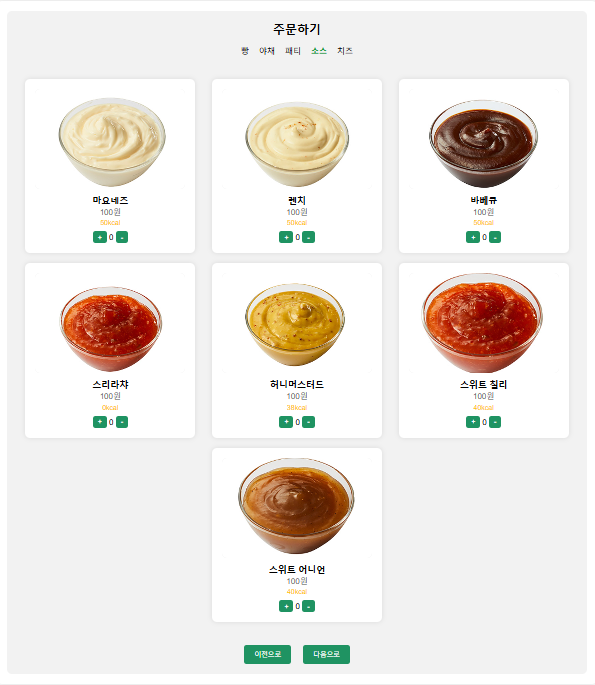 주문하기
빵 야채 패티 소스 치즈
마요네즈
100원
50kcal
+ 0 -
렌치
100원
50kcal
+ 0 -
바베큐
100원
50kcal
+ 0 -
스리라챠
100원
0kcal
+ 0 -
허니머스터드
100원
38kcal
+ 0 -
스위트 칠리
100원
40kcal
+ 0 -
스위트 어니언
100원
40kcal
+ 0 -
이전으로 다음으로